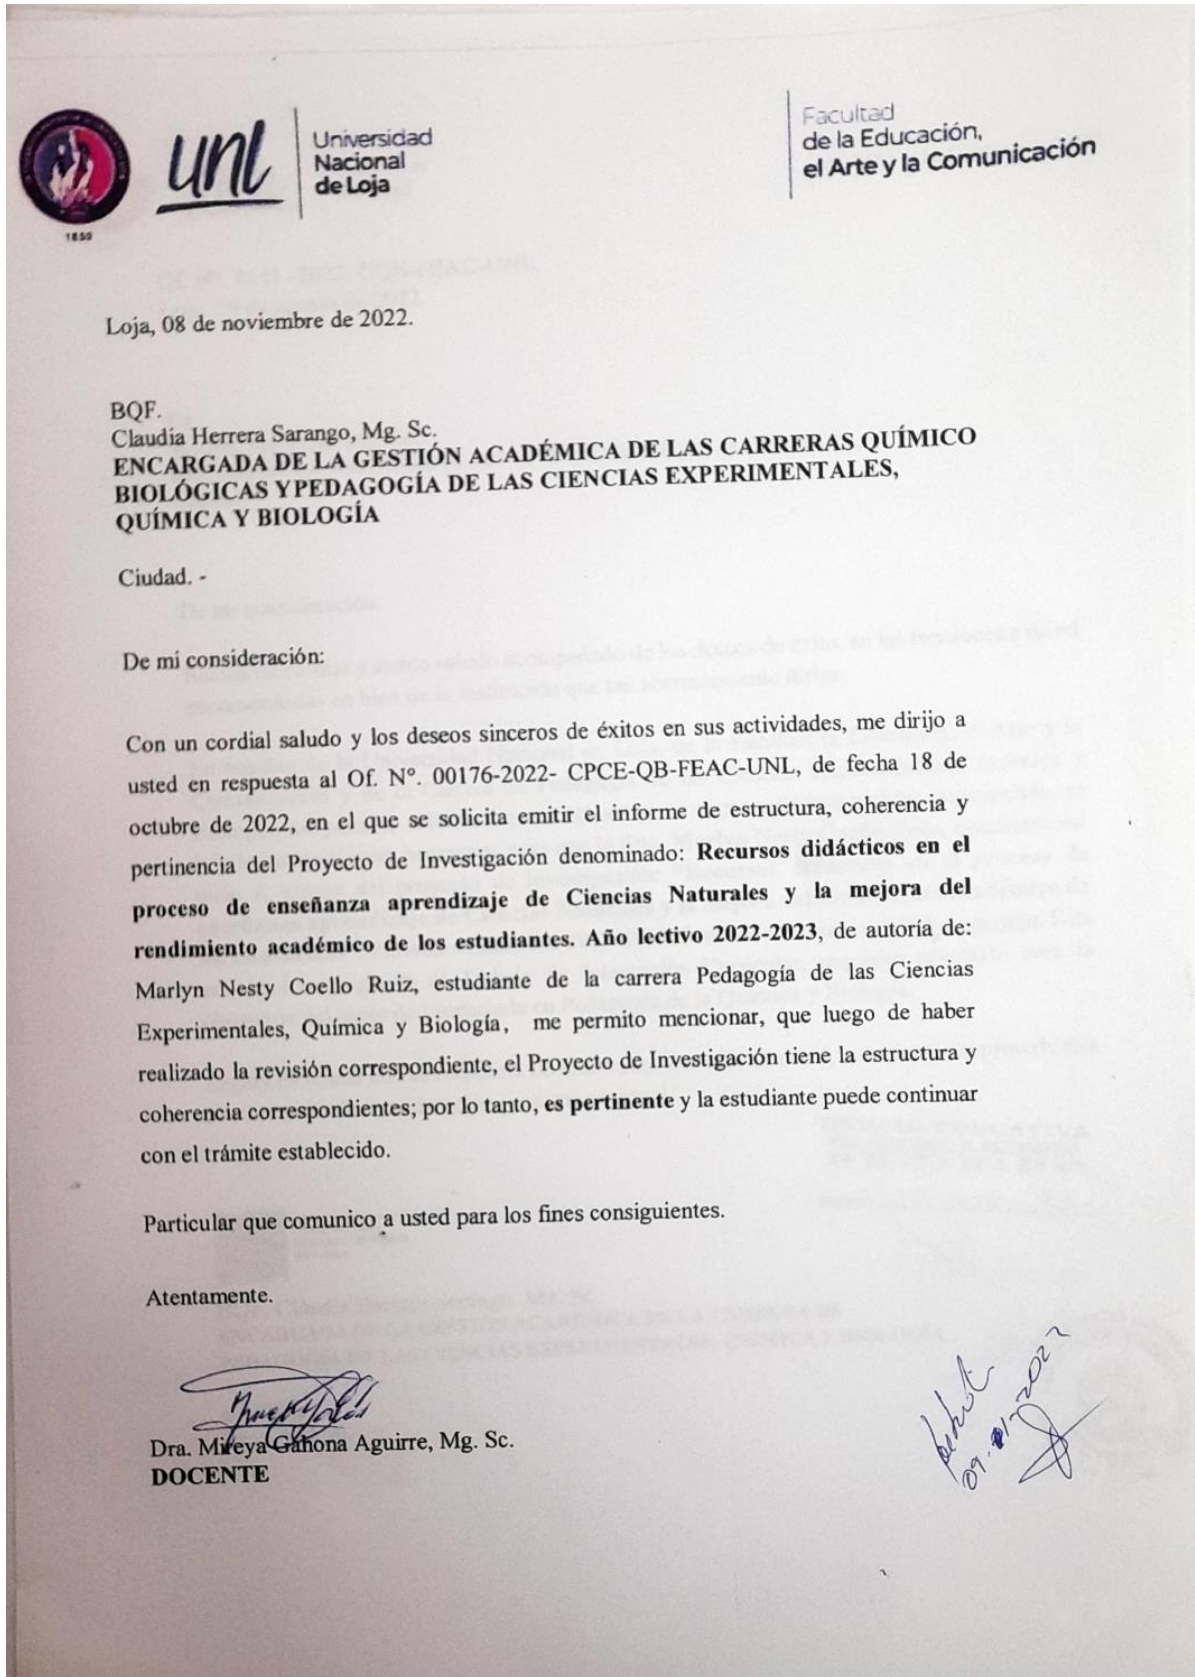 unl
Universidad
Nacional
de Loja
1859
Facultad
de la Educación,
el Arte y la Comunicación
Loja, 08 de noviembre de 2022.
BQF.
Claudia Herrera Sarango, Mg. Sc.
ENCARGADA DE LA GESTIÓN ACADÉMICA DE LAS CARRERAS QUÍMICO
BIOLÓGICAS YPEDAGOGÍA DE LAS CIENCIAS EXPERIMENTALES,
QUÍMICA Y BIOLOGÍA
Ciudad. -
De mi consideración:
Con un cordial saludo y los deseos sinceros de éxitos en sus actividades, me dirijo a
usted en respuesta al Of. N°. 00176-2022- CPCE-QB-FEAC-UNL, de fecha 18 de
octubre de 2022, en el que se solicita emitir el informe de estructura, coherencia y
pertinencia del Proyecto de Investigación denominado: Recursos didácticos en el
proceso de enseñanza aprendizaje de Ciencias Naturales y la mejora del
rendimiento académico de los estudiantes. Año lectivo 2022-2023, de autoría de:
Marlyn Nesty Coello Ruiz, estudiante de la carrera Pedagogía de las Ciencias
Experimentales, Química y Biología, me permito mencionar, que luego de haber
realizado la revisión correspondiente, el Proyecto de Investigación tiene la estructura y
coherencia correspondientes; por lo tanto, es pertinente y la estudiante puede continuar
con el trámite establecido.
Particular que comunico a usted para los fines consiguientes.
Atentamente.
Dra. Mireya Gahona Aguirre, Mg. Sc.
DOCENTE